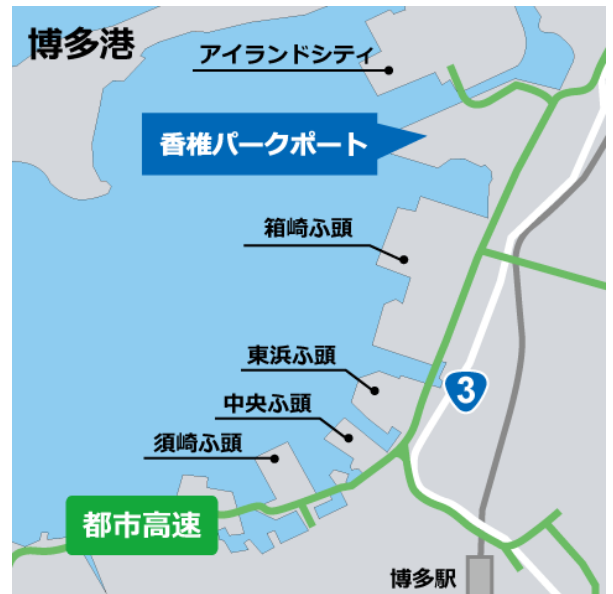 博多港
アイランドシティ
香椎パークポート
箱崎ふ頭
東浜ふ頭
3
中央ふ頭
須崎ふ頭
都市高速
博多駅